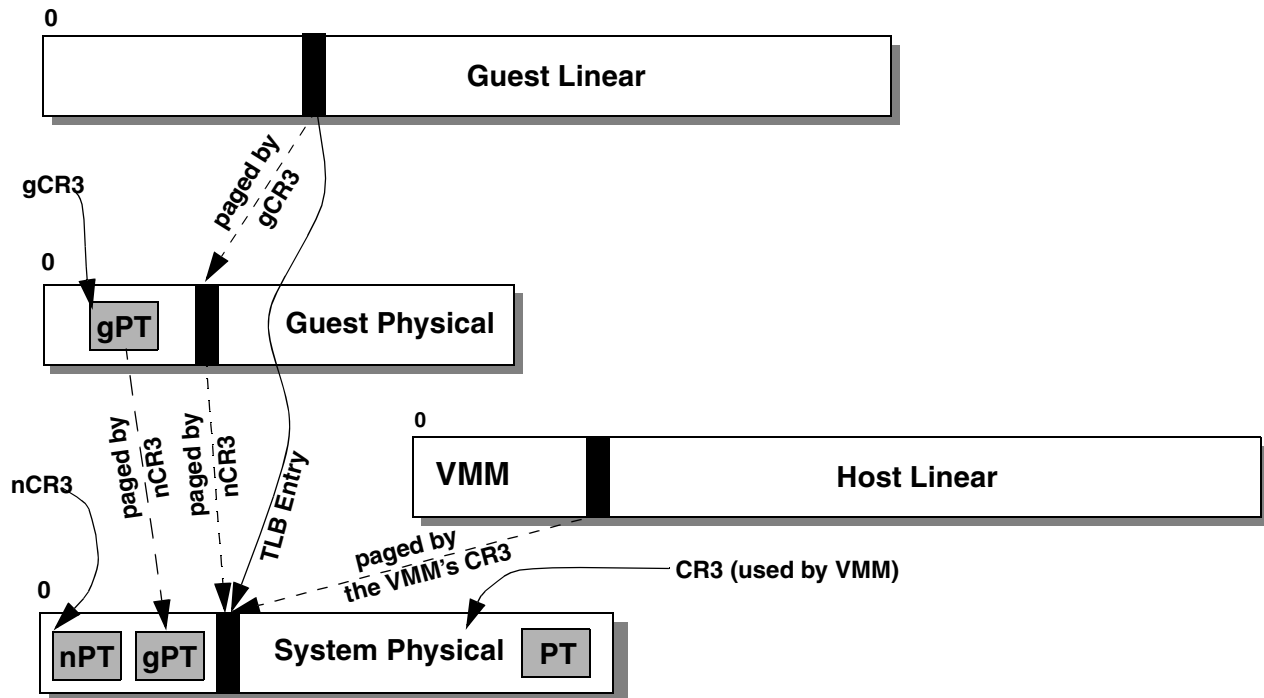 0
Guest Linear
paged by
gCR3
gCR3
0
gPT
Guest Physical
paged by
nCR3
paged by
nCR3
TLB Entry
0
VMM
Host Linear
nCR3
paged by
the VMM's CR3
CR3 (used by VMM)
0
nPT
gPT
System Physical
PT